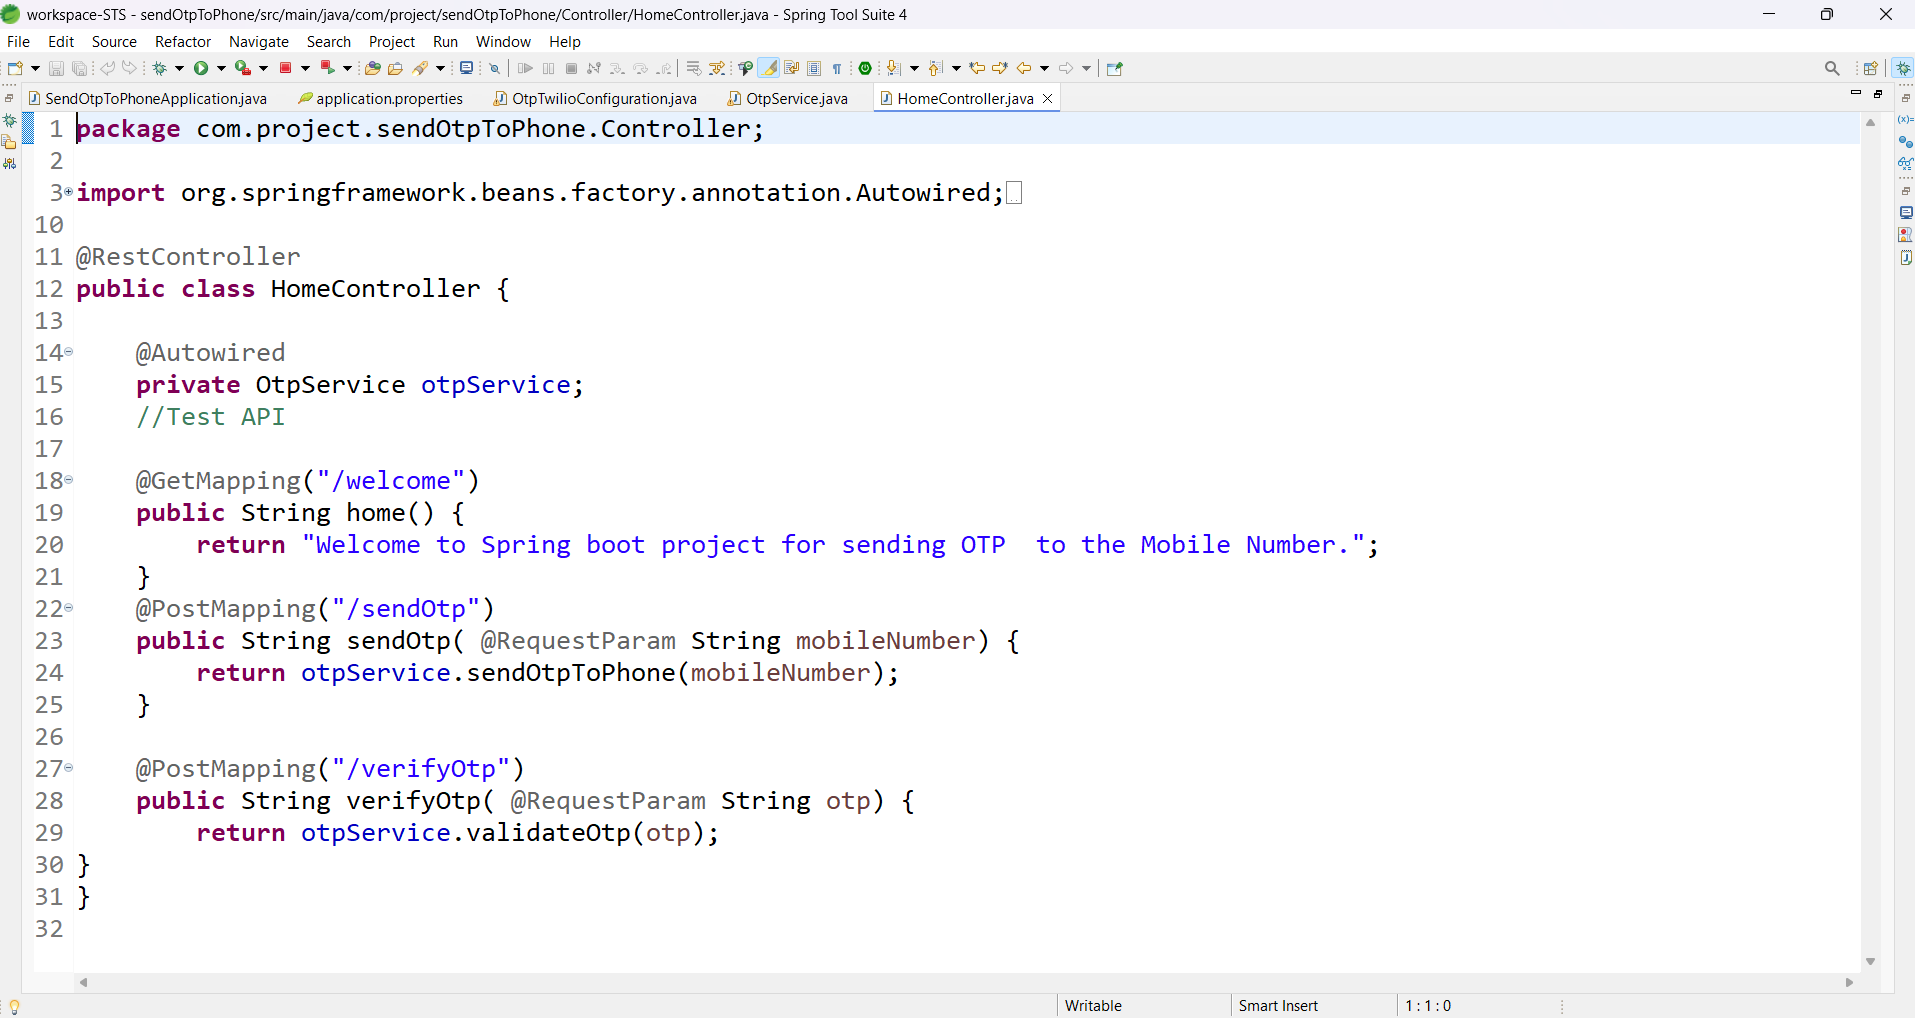 workspace-STS - sendOtpToPhone/src/main/java/com/project/sendOtpToPhone/Controller/HomeController.java - Spring Tool Suite 4
File Edit Source Refactor Navigate Search Project Run Window Help
SendOtpToPhoneApplication.java application.properties OtpTwilioConfiguration.java OtpService.java HomeController.java
1 package com.project.sendOtpToPhone.Controller;
2
3 import org.springframework.beans.factory.annotation.Autowired;
10
11 @RestController
12 public class HomeController {
13
14 @Autowired
15 private OtpService otpService;
16 //Test API
17
18 @GetMapping("/welcome")
19 public String home() {
20 return "Welcome to Spring boot project for sending OTP  to the Mobile Number.";
21 }
22 @PostMapping("/sendOtp")
23 public String sendOtp( @RequestParam String mobileNumber) {
24 return otpService.sendOtpToPhone(mobileNumber);
25 }
26
27 @PostMapping("/verifyOtp")
28 public String verifyOtp( @RequestParam String otp) {
29 return otpService.validateOtp(otp);
30 }
31 }
32
Writable Smart Insert 1 : 1 : 0